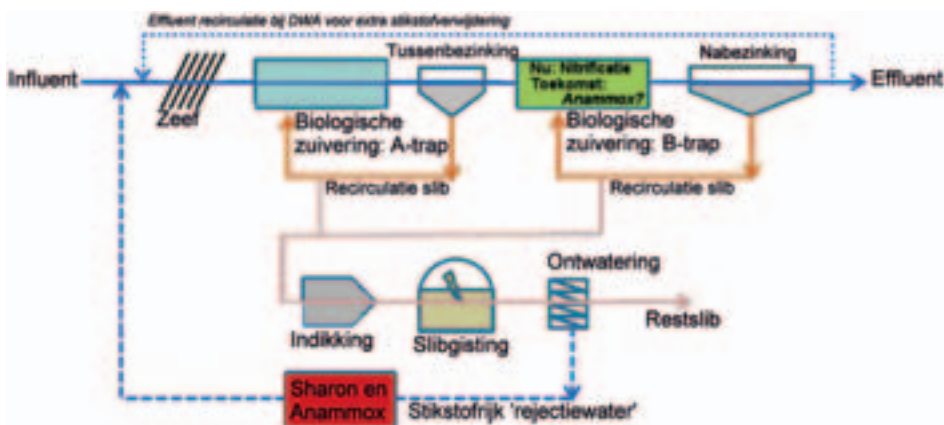 Effluent recirculatie bij DWA voor extra stikstofverwijdering
Tussenbezinking
Nabezinking
Influent
Nu: Nitrificatie
Toekomst:
Anammox?
Effluent
Zeef
Biologische
zuivering: A-trap
Biologische
zuivering: B-trap
Recirculatie slib
Recirculatie slib
Ontwatering
Restslib
Indikking
Slibgisting
Sharon en
Anammox
Stikstofrijk 'rejectiewater'